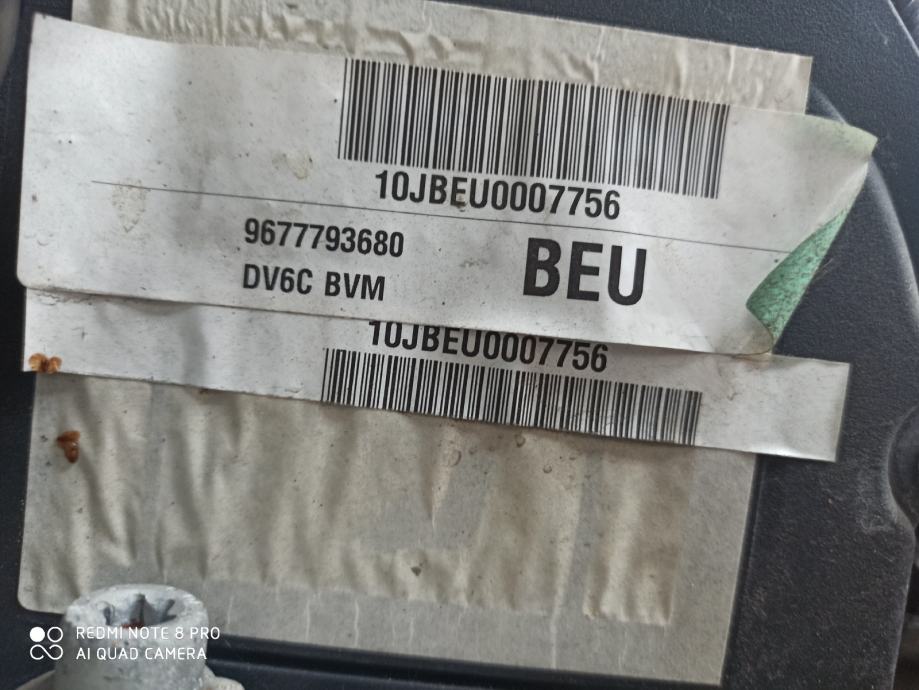 10JBEU0007756
9677793680
DV6C BVM
BEU
10JBEU0007756
REDMI NOTE 8 PRO
AI QUAD CAMERA